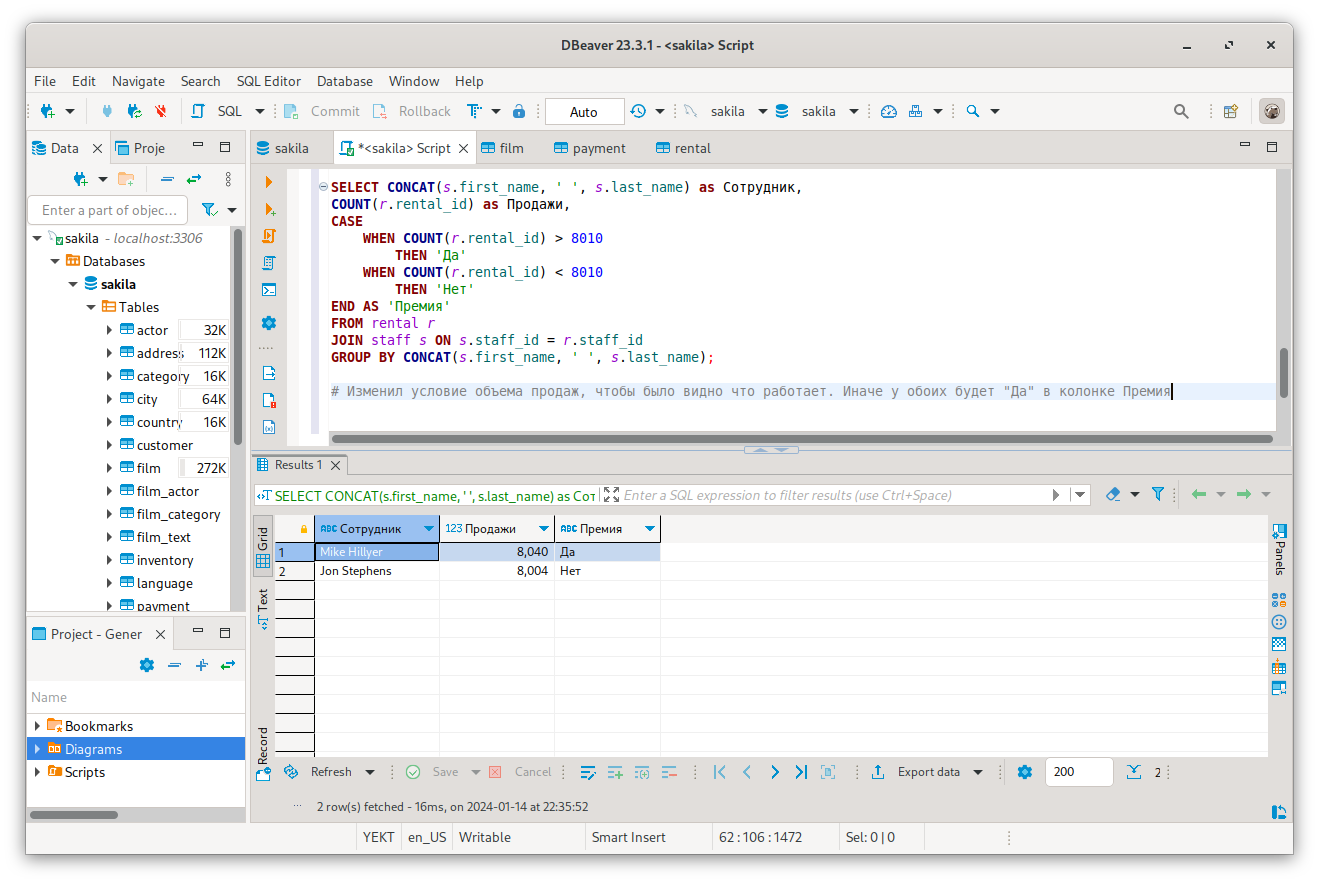 DBeaver 23.3.1 - <sakila> Script
File Edit Navigate Search SQL Editor Database Window Help
SQL Commit Rollback Auto sakila sakila
Data Proje
sakila *<sakila> Script film payment rental
Enter a part of objec...
sakila - localhost:3306
Databases
sakila
Tables
actor 32K
address 112K
category 16K
city 64K
country 16K
customer
film 272K
film_actor
film_category
film_text
inventory
language
payment
SELECT CONCAT(s.first_name, ' ', s.last_name) as Сотрудник,
COUNT(r.rental_id) as Продажи,
CASE
WHEN COUNT(r.rental_id) > 8010
THEN 'Да'
WHEN COUNT(r.rental_id) < 8010
THEN 'Нет'
END AS 'Премия'
FROM rental r
JOIN staff s ON s.staff_id = r.staff_id
GROUP BY CONCAT(s.first_name, ' ', s.last_name);
# Изменил условие объема продаж, чтобы было видно что работает. Иначе у обоих будет "Да" в колонке Премия
Results 1
SELECT CONCAT(s.first_name, ' ', s.last_name) as Сот
Enter a SQL expression to filter results (use Ctrl+Space)
Grid
Text
Record
ABC Сотрудник 123 Продажи ABC Премия
1 Mike Hillyer 8,040 Да
2 Jon Stephens 8,004 Нет
Panels
Project - Gener
Name
Bookmarks
Diagrams
Scripts
Refresh Save Cancel Export data 200 2
... 2 row(s) fetched - 16ms, on 2024-01-14 at 22:35:52
YEKT en_US Writable Smart Insert 62 : 106 : 1472 Sel: 0 | 0